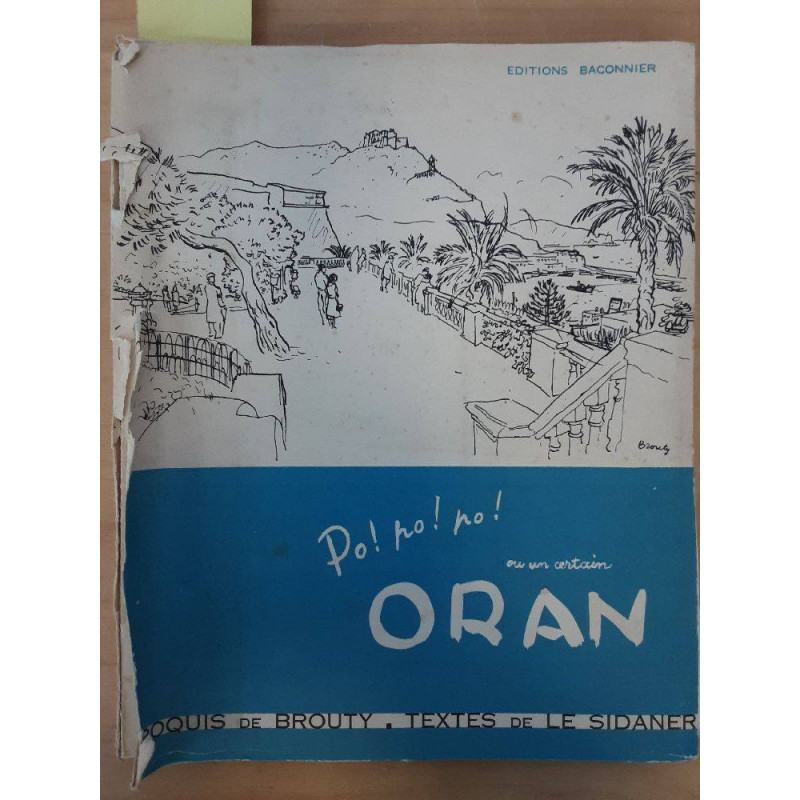 EDITIONS BACONNIER
Brouty
Po! po! po!
ou un certain
ORAN
OQUIS DE BROUTY . TEXTES DE LE SIDANER